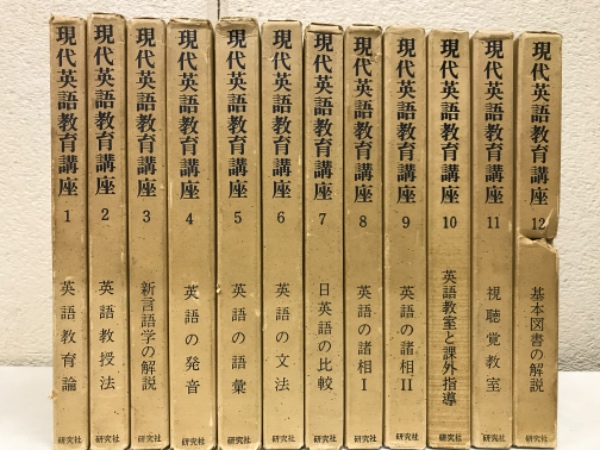 現代英語教育講座
1
英語教育論
研究社
現代英語教育講座
2
英語教授法
研究社
現代英語教育講座
3
新言語学の解説
研究社
現代英語教育講座
4
英語の発音
研究社
現代英語教育講座
5
英語の語彙
研究社
現代英語教育講座
6
英語の文法
研究社
現代英語教育講座
7
日英語の比較
研究社
現代英語教育講座
8
英語の諸相I
研究社
現代英語教育講座
9
英語の諸相II
研究社
現代英語教育講座
10
英語教室と課外指導
研究社
現代英語教育講座
11
視聴覚教室
研究社
現代英語教育講座
12
基本図書の解説
研究社